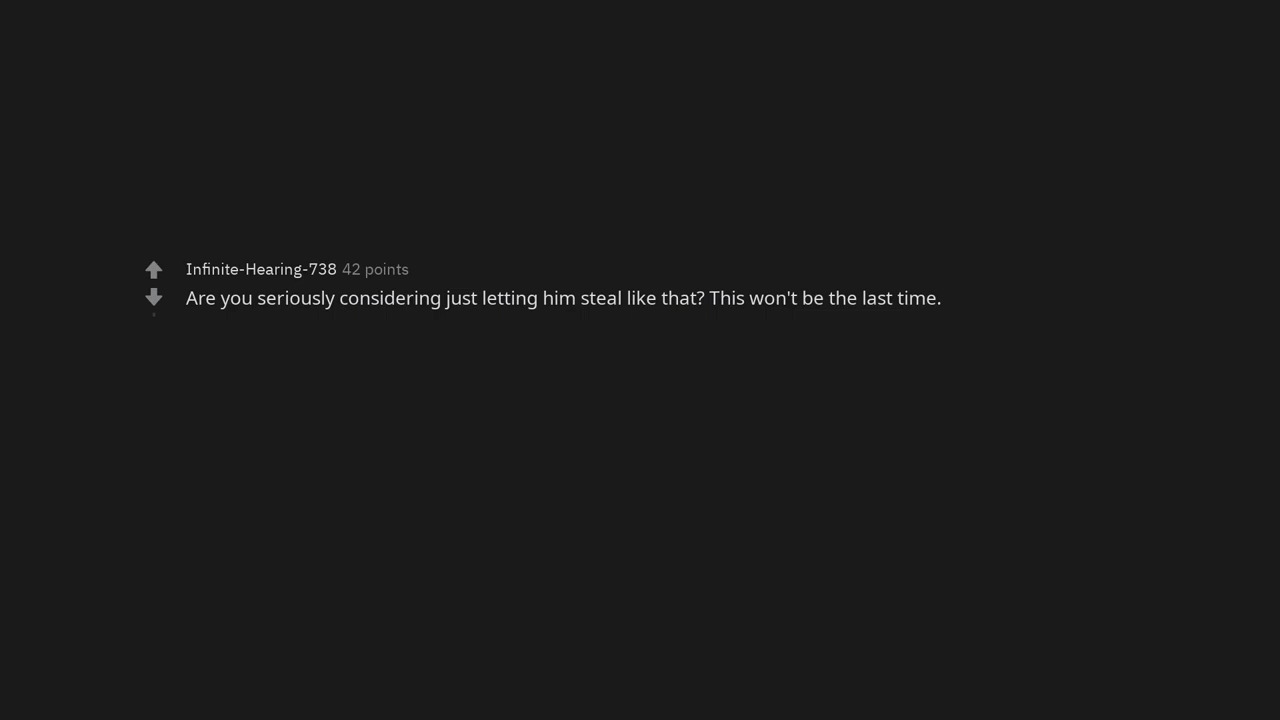 Infinite-Hearing-738 42 points
Are you seriously considering just letting him steal like that? This won't be the last time.